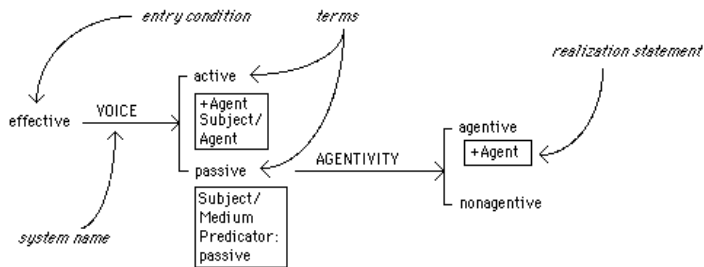 entry condition
terms
realization statement
active
VOICE
+Agent
Subject/
Agent
effective
agentive
+Agent
AGENTIVITY
passive
Subject/
Medium
Predicator:
passive
nonagentive
system name